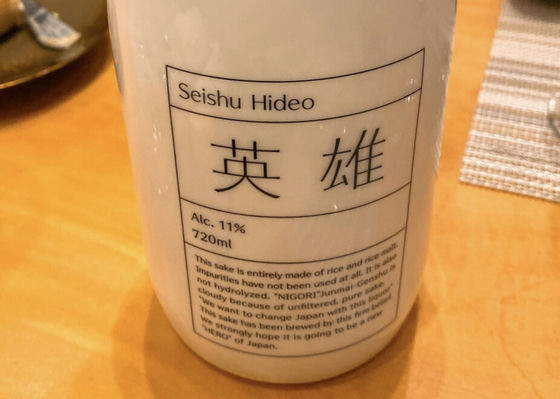 Seishu Hideo
英 雄
Alc. 11%
720ml
This sake is entirely made of rice and rice malt.
Impurities have not been used at all. It is also
not hydrolyzed. "NIGORI"Junmai-Genshu is
cloudy because of unfiltered, pure sake.
"We want to change Japan with this liquor"
This sake has been brewed by this firm belief.
We strongly hope it is going to be a new
"HERO" of Japan.